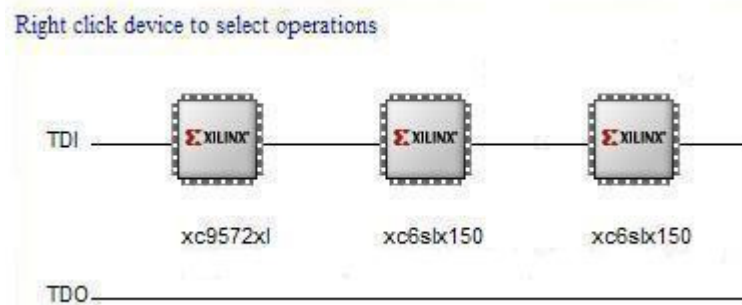 Right click device to select operations
TDI
XILINX XILINX XILINX
xc9572xl xc6slx150 xc6slx150
TDO